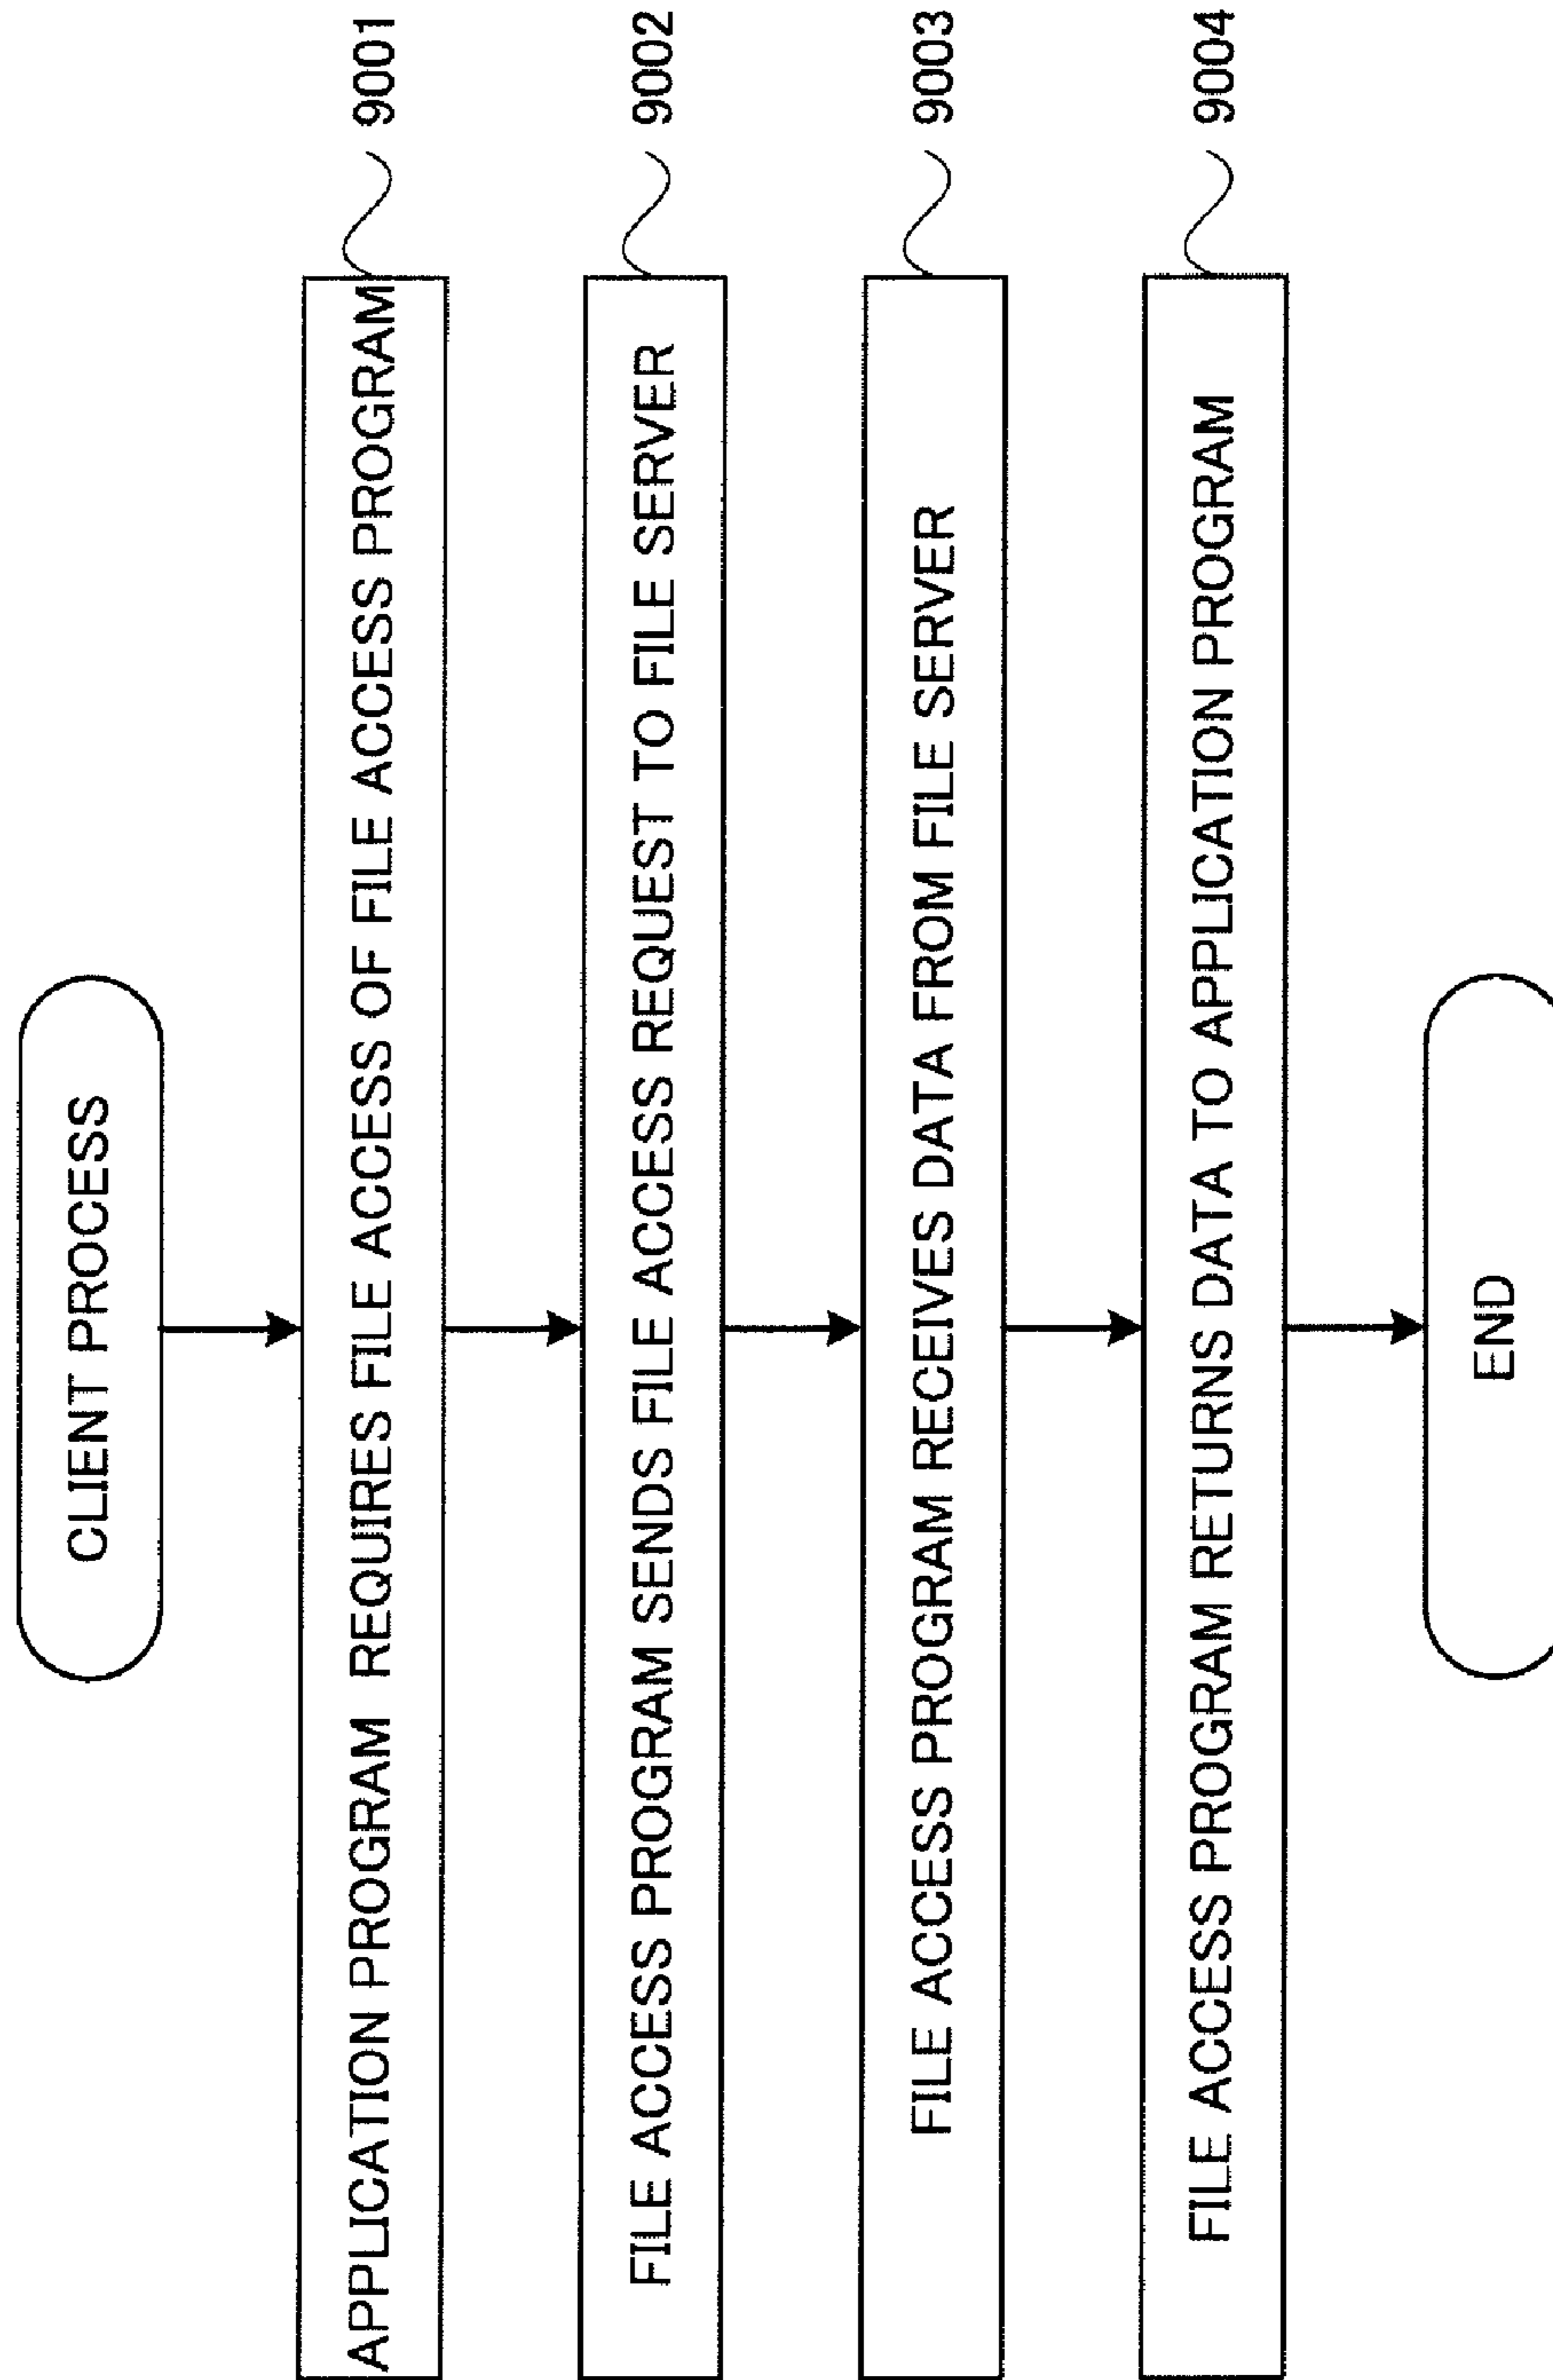 CLIENT PROCESS
APPLICATION PROGRAM REQUIRES FILE ACCESS OF FILE ACCESS PROGRAM
9001
FILE ACCESS PROGRAM SENDS FILE ACCESS REQUEST TO FILE SERVER
9002
FILE ACCESS PROGRAM RECEIVES DATA FROM FILE SERVER
9003
FILE ACCESS PROGRAM RETURNS DATA TO APPLICATION PROGRAM
9004
END